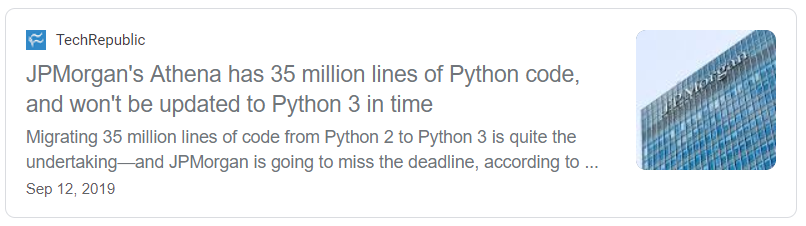 TechRepublic
JPMorgan's Athena has 35 million lines of Python code,
and won't be updated to Python 3 in time
Migrating 35 million lines of code from Python 2 to Python 3 is quite the
undertaking—and JPMorgan is going to miss the deadline, according to ...
Sep 12, 2019
J.P.Morgan